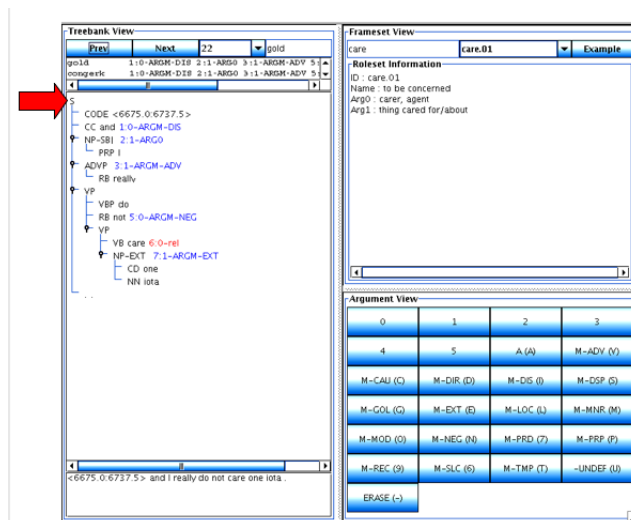 Treebank View
Prev Next 22 gold
gold 1:0-ARGM-DIS 2:1-ARG0 3:1-ARGM-ADV 5:
congerk 1:0-ARGM-DIS 2:1-ARG0 3:1-ARGM-ADV 5:
S
CODE <6675.0:6737.5>
CC and 1:0-ARGM-DIS
NP-SBJ 2:1-ARG0
PRP I
ADVP 3:1-ARGM-ADV
RB really
VP
VBP do
RB not 5:0-ARGM-NEG
VP
VB care 6:0-rel
NP-EXT 7:1-ARGM-EXT
CD one
NN iota
. .
<6675.0:6737.5> and I really do not care one iota .
Frameset View
care care.01 Example
Roleset Information
ID : care.01
Name : to be concerned
Arg0 : carer, agent
Arg1 : thing cared for/about
Argument View
0 1 2 3
4 5 A (A) M-ADV (V)
M-CAU (C) M-DIR (D) M-DIS (I) M-DSP (S)
M-GOL (G) M-EXT (E) M-LOC (L) M-MNR (M)
M-MOD (O) M-NEG (N) M-PRD (7) M-PRP (P)
M-REC (9) M-SLC (6) M-TMP (T) -UNDEF (U)
ERASE (-)